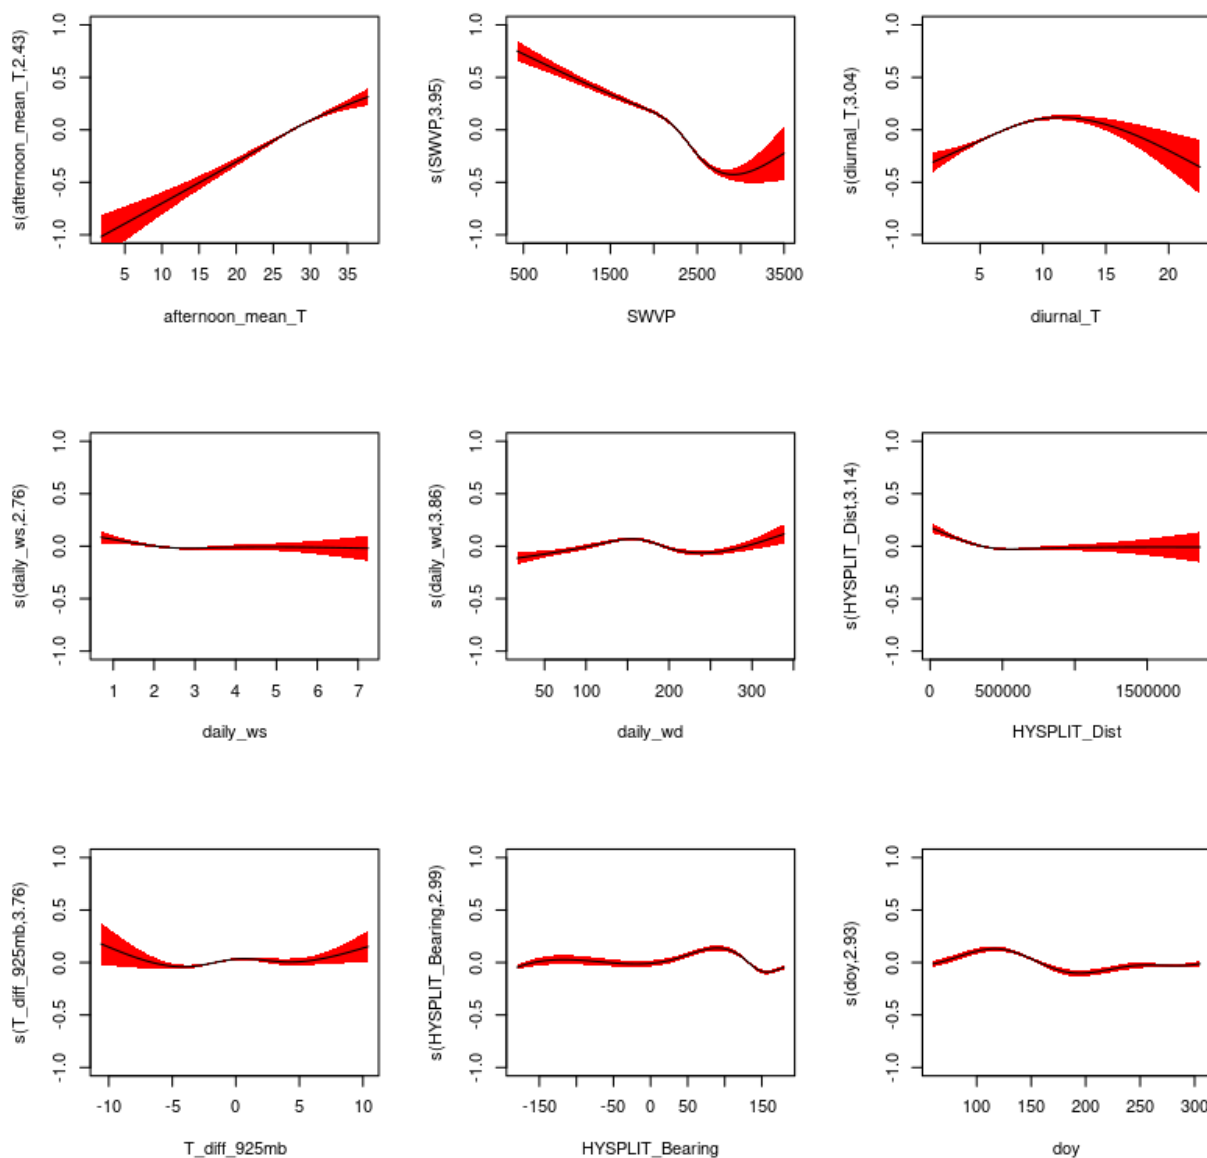 s(afternoon_mean_T,2.43)
1.0
0.5
0.0
-0.5
-1.0
5 10 15 20 25 30 35
afternoon_mean_T
s(SWVP,3.95)
1.0
0.5
0.0
-0.5
-1.0
500 1500 2500 3500
SWVP
s(diurnal_T,3.04)
1.0
0.5
0.0
-0.5
-1.0
5 10 15 20
diurnal_T
s(daily_ws,2.76)
1.0
0.5
0.0
-0.5
-1.0
1 2 3 4 5 6 7
daily_ws
s(daily_wd,3.86)
1.0
0.5
0.0
-0.5
-1.0
50 100 200 300
daily_wd
s(HYSPLIT_Dist,3.14)
1.0
0.5
0.0
-0.5
-1.0
0 500000 1500000
HYSPLIT_Dist
s(T_diff_925mb,3.76)
1.0
0.5
0.0
-0.5
-1.0
-10 -5 0 5 10
T_diff_925mb
s(HYSPLIT_Bearing,2.99)
1.0
0.5
0.0
-0.5
-1.0
-150 -50 0 50 150
HYSPLIT_Bearing
s(doy,2.93)
1.0
0.5
0.0
-0.5
-1.0
100 150 200 250 300
doy